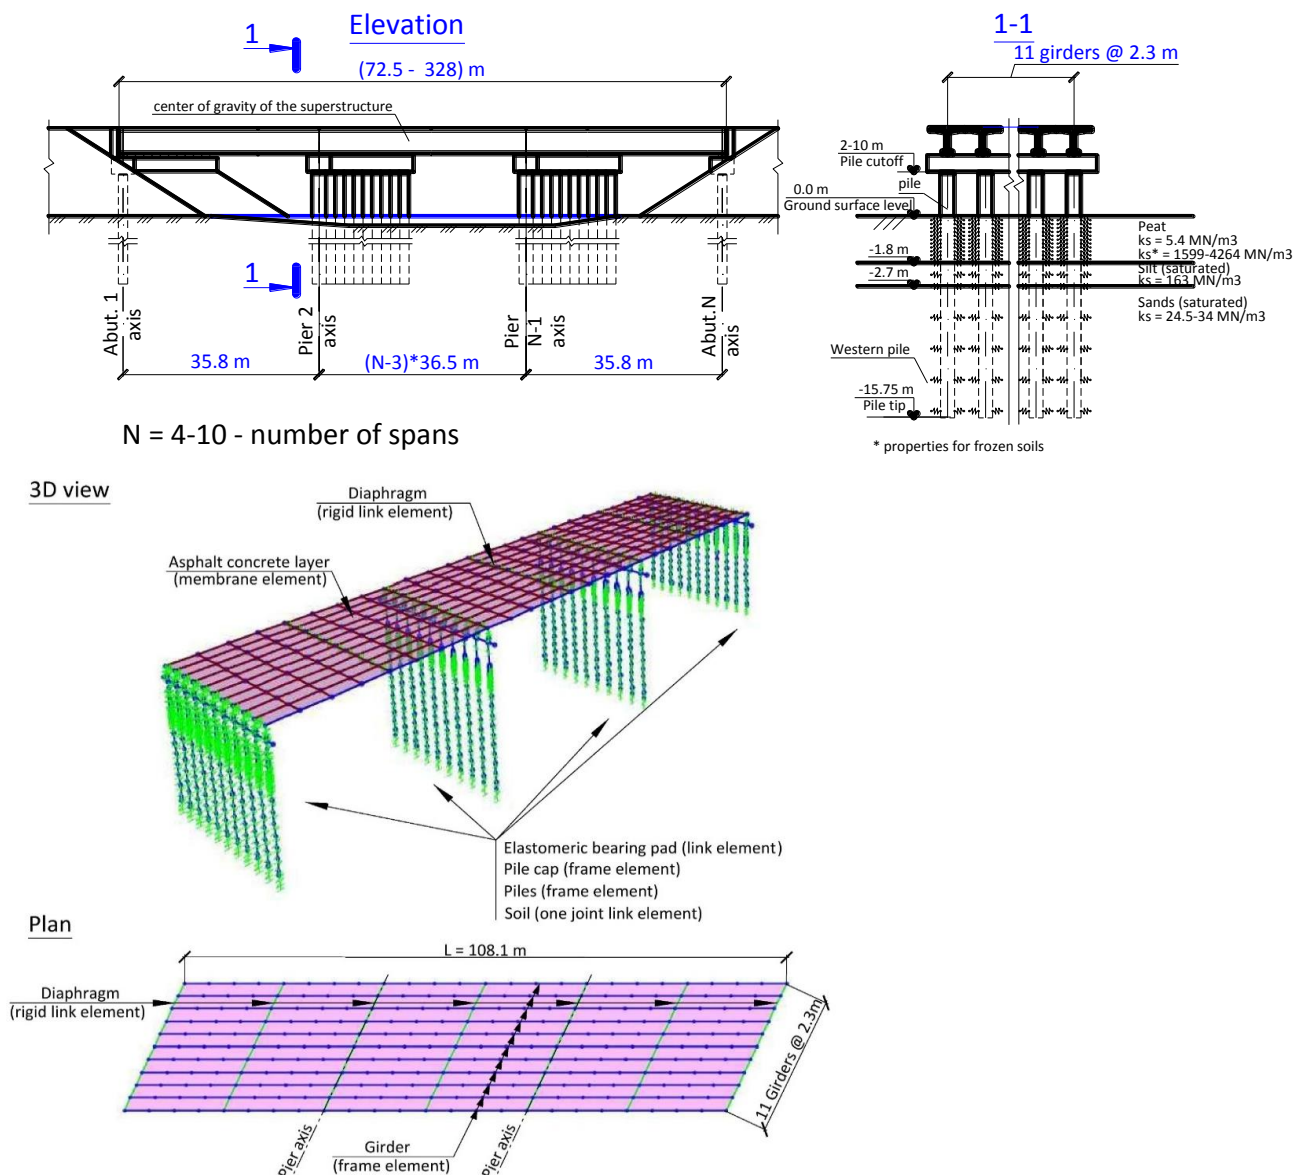 Elevation
1
(72.5 - 328) m
center of gravity of the superstructure
1
Abut. 1
axis
Pier 2
axis
Pier
N-1
axis
Abut.N
axis
35.8 m
(N-3)*36.5 m
35.8 m
N = 4-10 - number of spans
1-1
11 girders @ 2.3 m
2-10 m
Pile cutoff
pile
0.0 m
Ground surface level
-1.8 m
-2.7 m
Peat
ks = 5.4 MN/m3
ks* = 1599-4264 MN/m3
Silt (saturated)
ks = 163 MN/m3
Sands (saturated)
ks = 24.5-34 MN/m3
Western pile
-15.75 m
Pile tip
* properties for frozen soils
3D view
Diaphragm
(rigid link element)
Asphalt concrete layer
(membrane element)
Elastomeric bearing pad (link element)
Pile cap (frame element)
Piles (frame element)
Soil (one joint link element)
Plan
L = 108.1 m
Diaphragm
(rigid link element)
11 Girders @ 2.3m
Pier axis
Girder
(frame element)
Pier axis